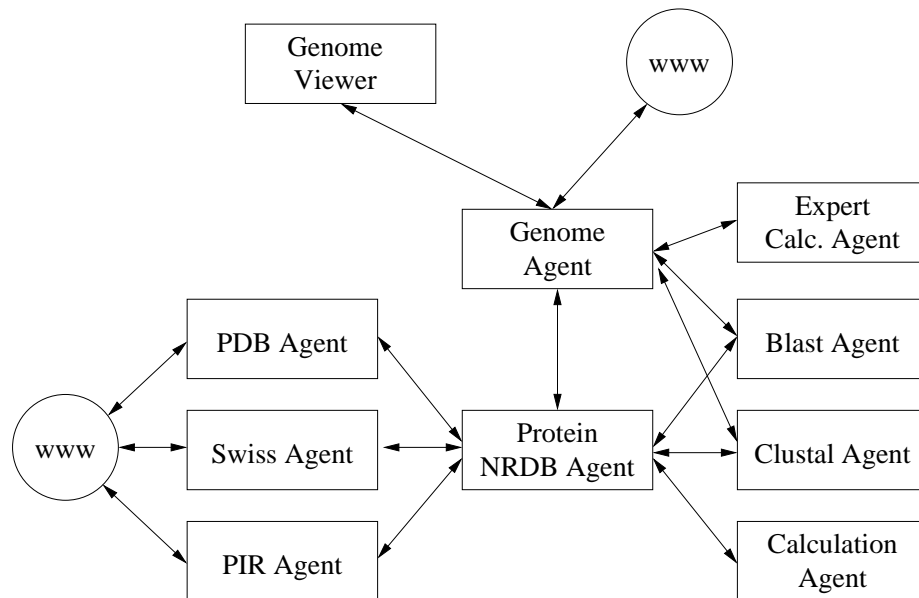 Genome
Viewer
www
Genome
Agent
Expert
Calc. Agent
PDB Agent
Blast Agent
www
Swiss Agent
Protein
NRDB Agent
Clustal Agent
PIR Agent
Calculation
Agent